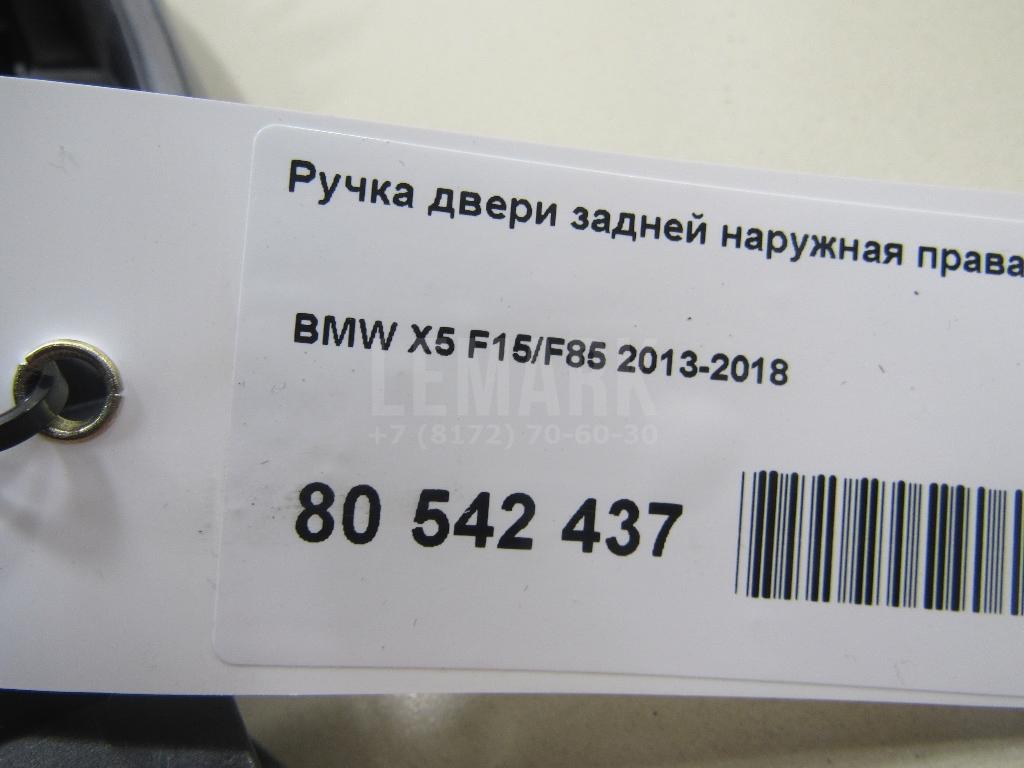 Ручка двери задней наружная права
BMW X5 F15/F85 2013-2018
LEMARK
+7 (8172) 70-60-30
80 542 437